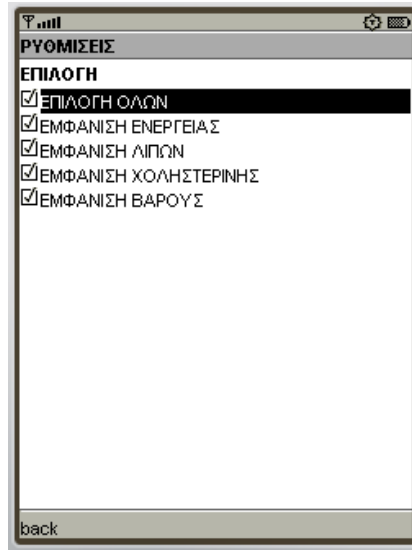 ΡΥΘΜΙΣΕΙΣ
ΕΠΙΛΟΓΗ
ΕΠΙΛΟΓΗ ΟΛΩΝ
ΕΜΦΑΝΙΣΗ ΕΝΕΡΓΕΙΑΣ
ΕΜΦΑΝΙΣΗ ΛΙΠΩΝ
ΕΜΦΑΝΙΣΗ ΧΟΛΗΣΤΕΡΙΝΗΣ
ΕΜΦΑΝΙΣΗ ΒΑΡΟΥΣ
back